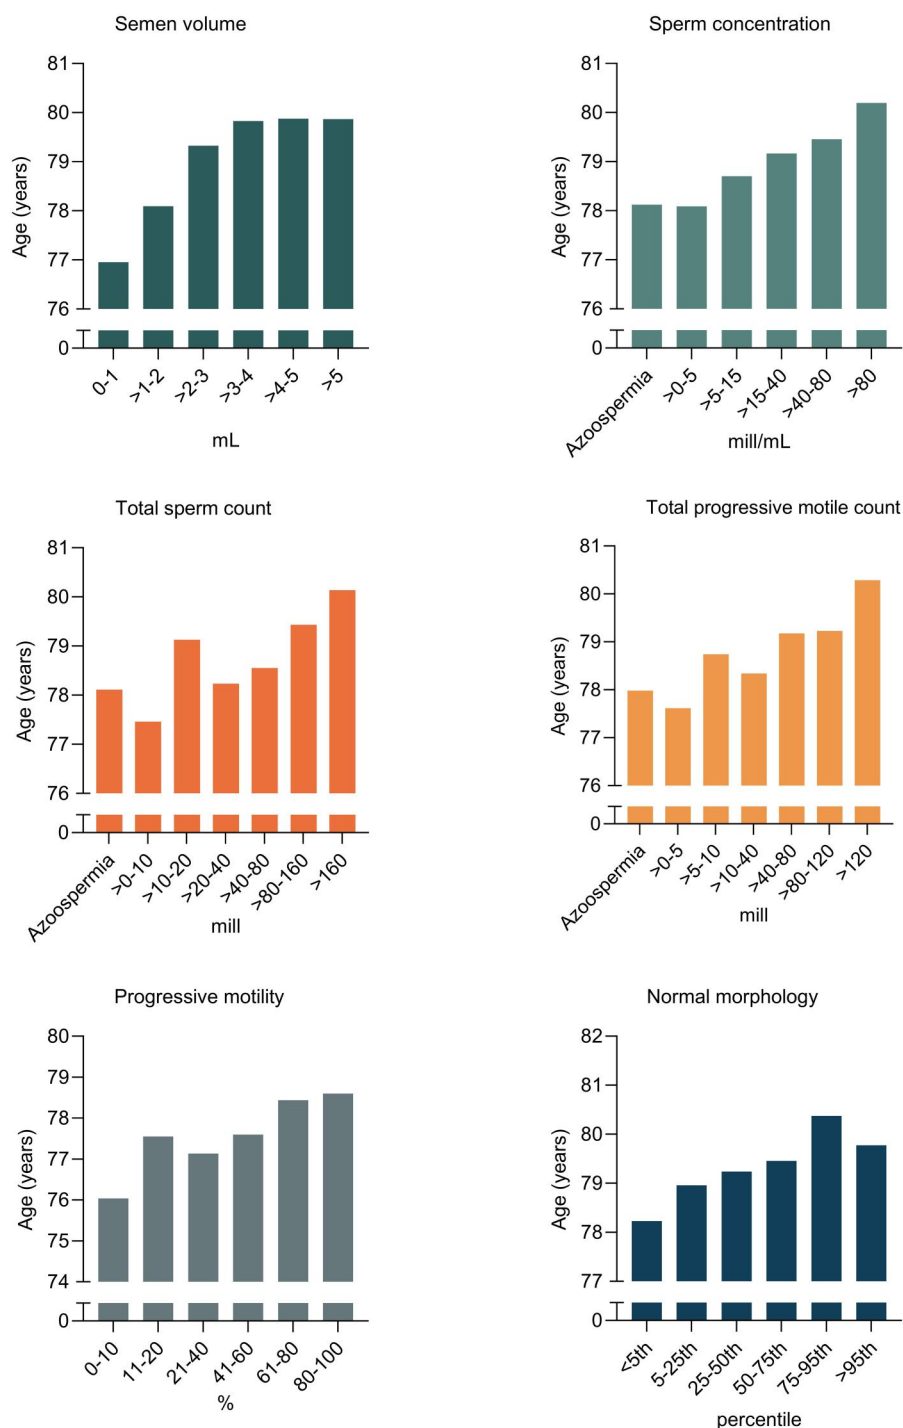 Semen volume
Age (years)
81
80
79
78
77
76
0
0-1
>1-2
>2-3
>3-4
>4-5
>5
mL
Sperm concentration
Age (years)
81
80
79
78
77
76
0
Azoospermia
>0-5
>5-15
>15-40
>40-80
>80
mill/mL
Total sperm count
Age (years)
81
80
79
78
77
76
0
Azoospermia
>0-10
>10-20
>20-40
>40-80
>80-160
>160
mill
Total progressive motile count
Age (years)
81
80
79
78
77
76
0
Azoospermia
>0-5
>5-10
>10-40
>40-80
>80-120
>120
mill
Progressive motility
Age (years)
80
79
78
77
76
75
74
0
0-10
11-20
21-40
41-60
61-80
80-100
%
Normal morphology
Age (years)
82
81
80
79
78
77
0
<5th
5-25th
25-50th
50-75th
75-95th
>95th
percentile